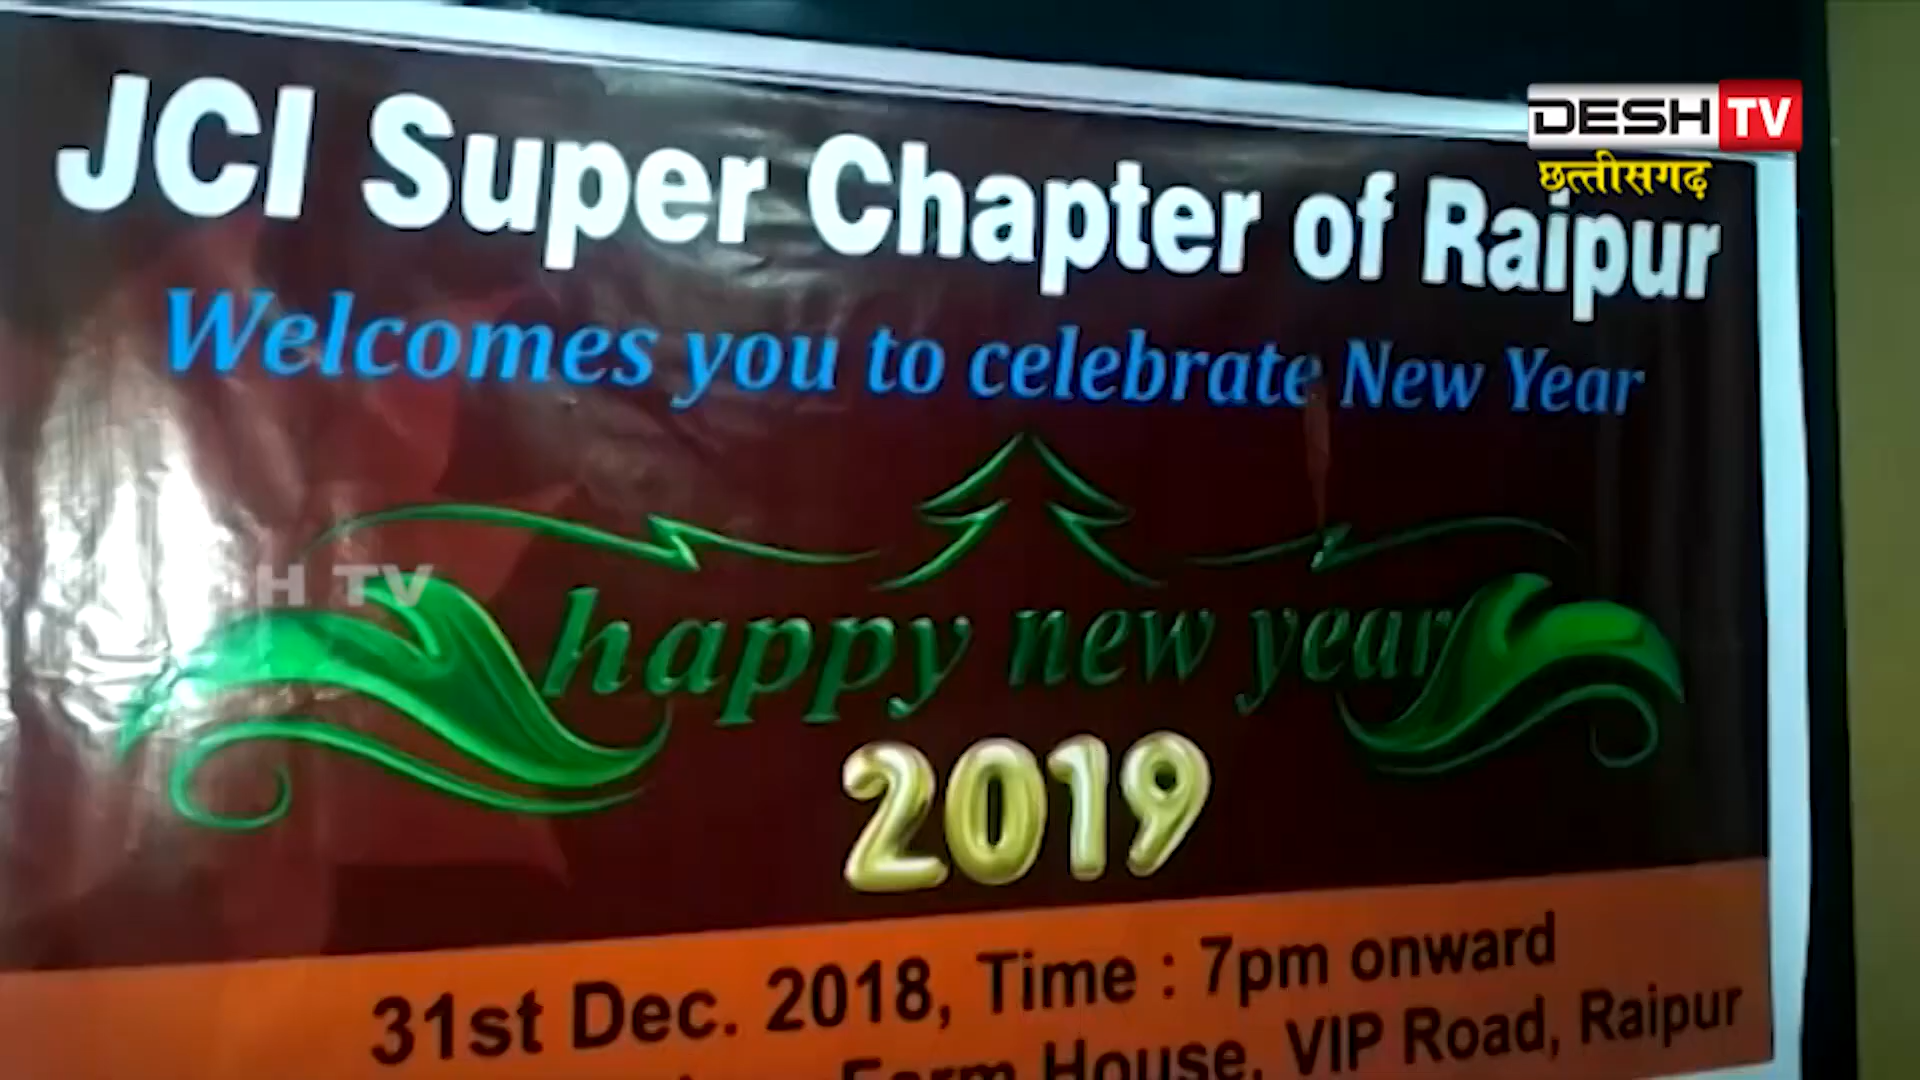 JCI Super Chapter of Raipur
DESH TV
छत्तीसगढ़
Welcomes you to celebrate New Year
H TV
happy new year
2019
31st Dec. 2018, Time : 7pm onward
Farm House, VIP Road, Raipur